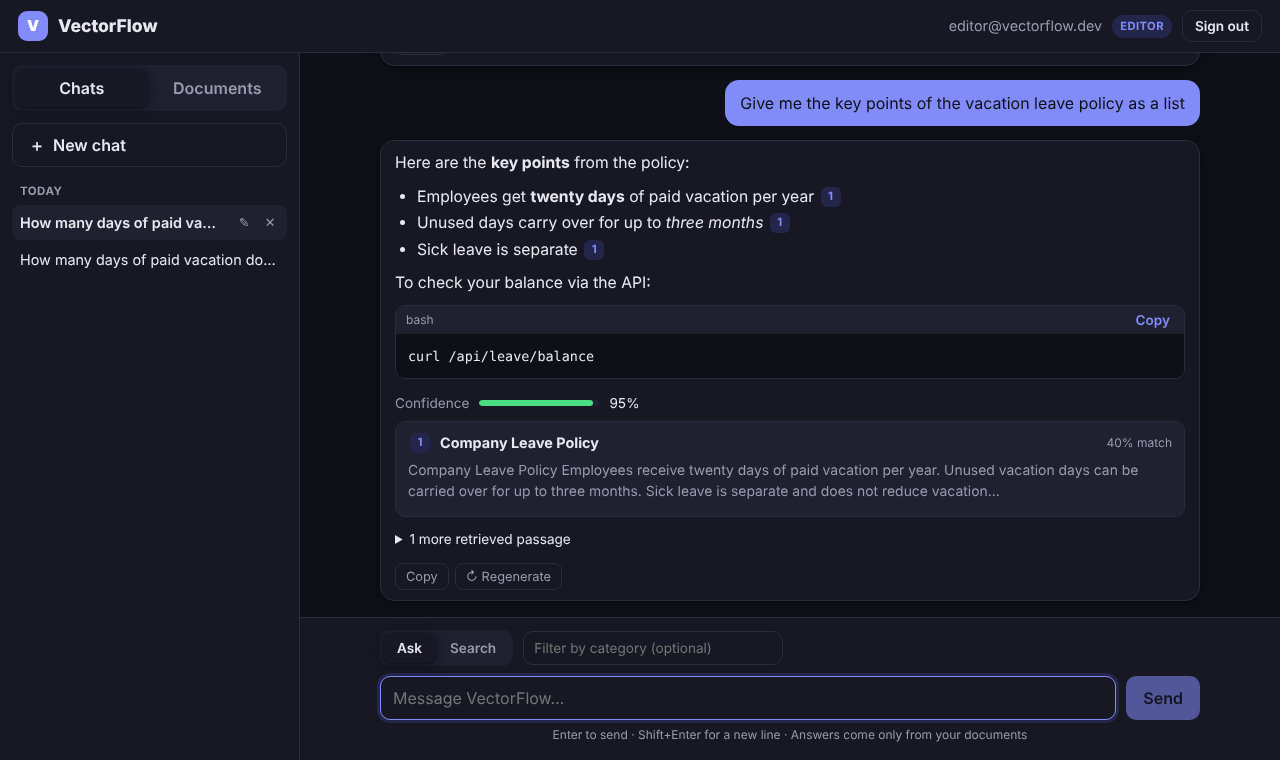 V VectorFlow
editor@vectorflow.dev EDITOR Sign out
Chats Documents
+ New chat
TODAY
How many days of paid va... ✎ ×
How many days of paid vacation do...
Give me the key points of the vacation leave policy as a list
Here are the key points from the policy:
• Employees get twenty days of paid vacation per year 1
• Unused days carry over for up to three months 1
• Sick leave is separate 1
To check your balance via the API:
bash Copy
curl /api/leave/balance
Confidence 95%
1 Company Leave Policy 40% match
Company Leave Policy Employees receive twenty days of paid vacation per year. Unused vacation days can be
carried over for up to three months. Sick leave is separate and does not reduce vacation...
▶ 1 more retrieved passage
Copy ↻ Regenerate
Ask Search Filter by category (optional)
Message VectorFlow... Send
Enter to send · Shift+Enter for a new line · Answers come only from your documents